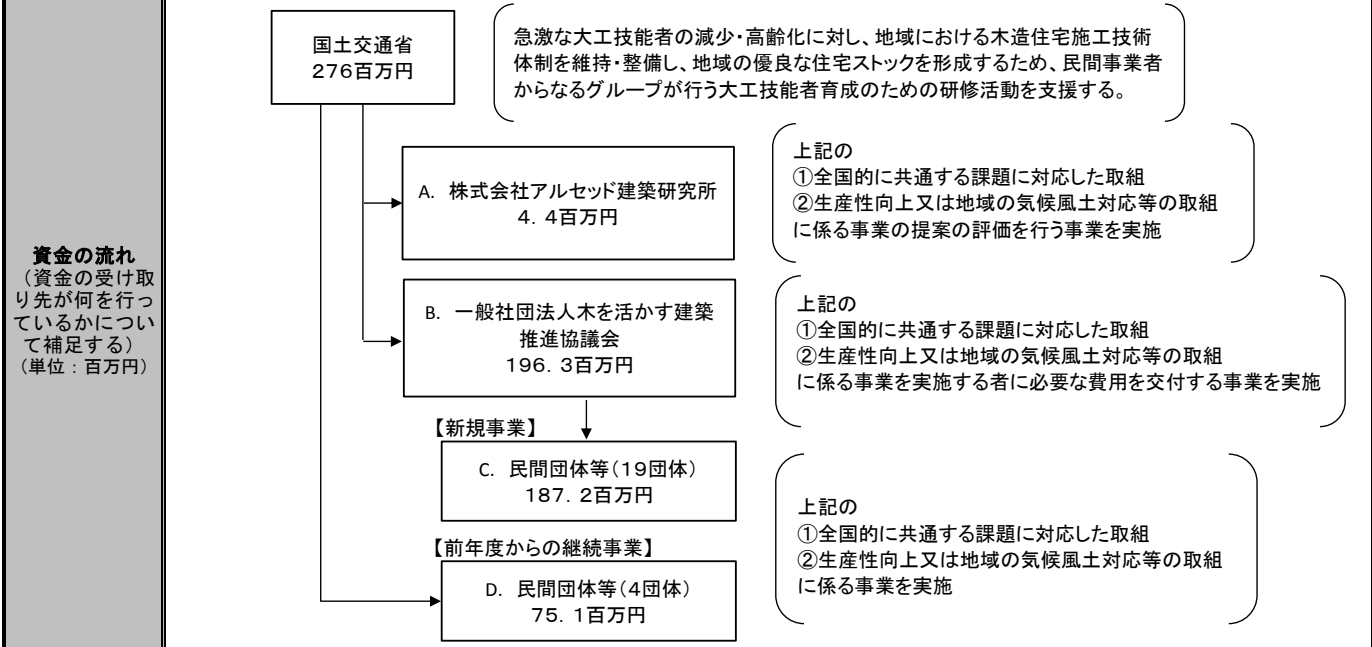 資金の流れ
（資金の受け取
り先が何を行っ
ているかについ
て補足する）
（単位：百万円）
国土交通省
２７６百万円
急激な大工技能者の減少・高齢化に対し、地域における木造住宅施工技術
体制を維持・整備し、地域の優良な住宅ストックを形成するため、民間事業者
からなるグループが行う大工技能者育成のための研修活動を支援する。
A. 株式会社アルセッド建築研究所
４．４百万円
上記の
①全国的に共通する課題に対応した取組
②生産性向上又は地域の気候風土対応等の取組
に係る事業の提案の評価を行う事業を実施
B. 一般社団法人木を活かす建築
推進協議会
１９６．３百万円
上記の
①全国的に共通する課題に対応した取組
②生産性向上又は地域の気候風土対応等の取組
に係る事業を実施する者に必要な費用を交付する事業を実施
【新規事業】
C. 民間団体等（１９団体）
１８７．２百万円
【前年度からの継続事業】
D. 民間団体等（４団体）
７５．１百万円
上記の
①全国的に共通する課題に対応した取組
②生産性向上又は地域の気候風土対応等の取組
に係る事業を実施